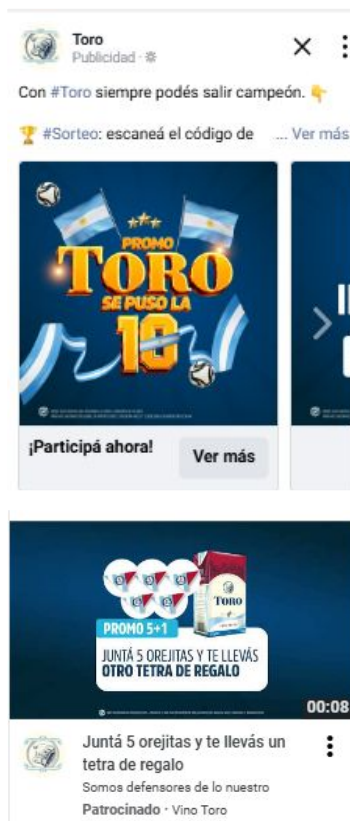 Toro
Publicidad ·
Con #Toro siempre podés salir campeón. 👇
🏆 #Sorteo: escaneá el código de ... Ver más
PROMO
TORO
SE PUSO LA
10
¡Participá ahora!
Ver más
TORO
PROMO 5+1
JUNTÁ 5 OREJITAS Y TE LLEVÁS
OTRO TETRA DE REGALO
00:08
Juntá 5 orejitas y te llevás un
tetra de regalo
Somos defensores de lo nuestro
Patrocinado · Vino Toro